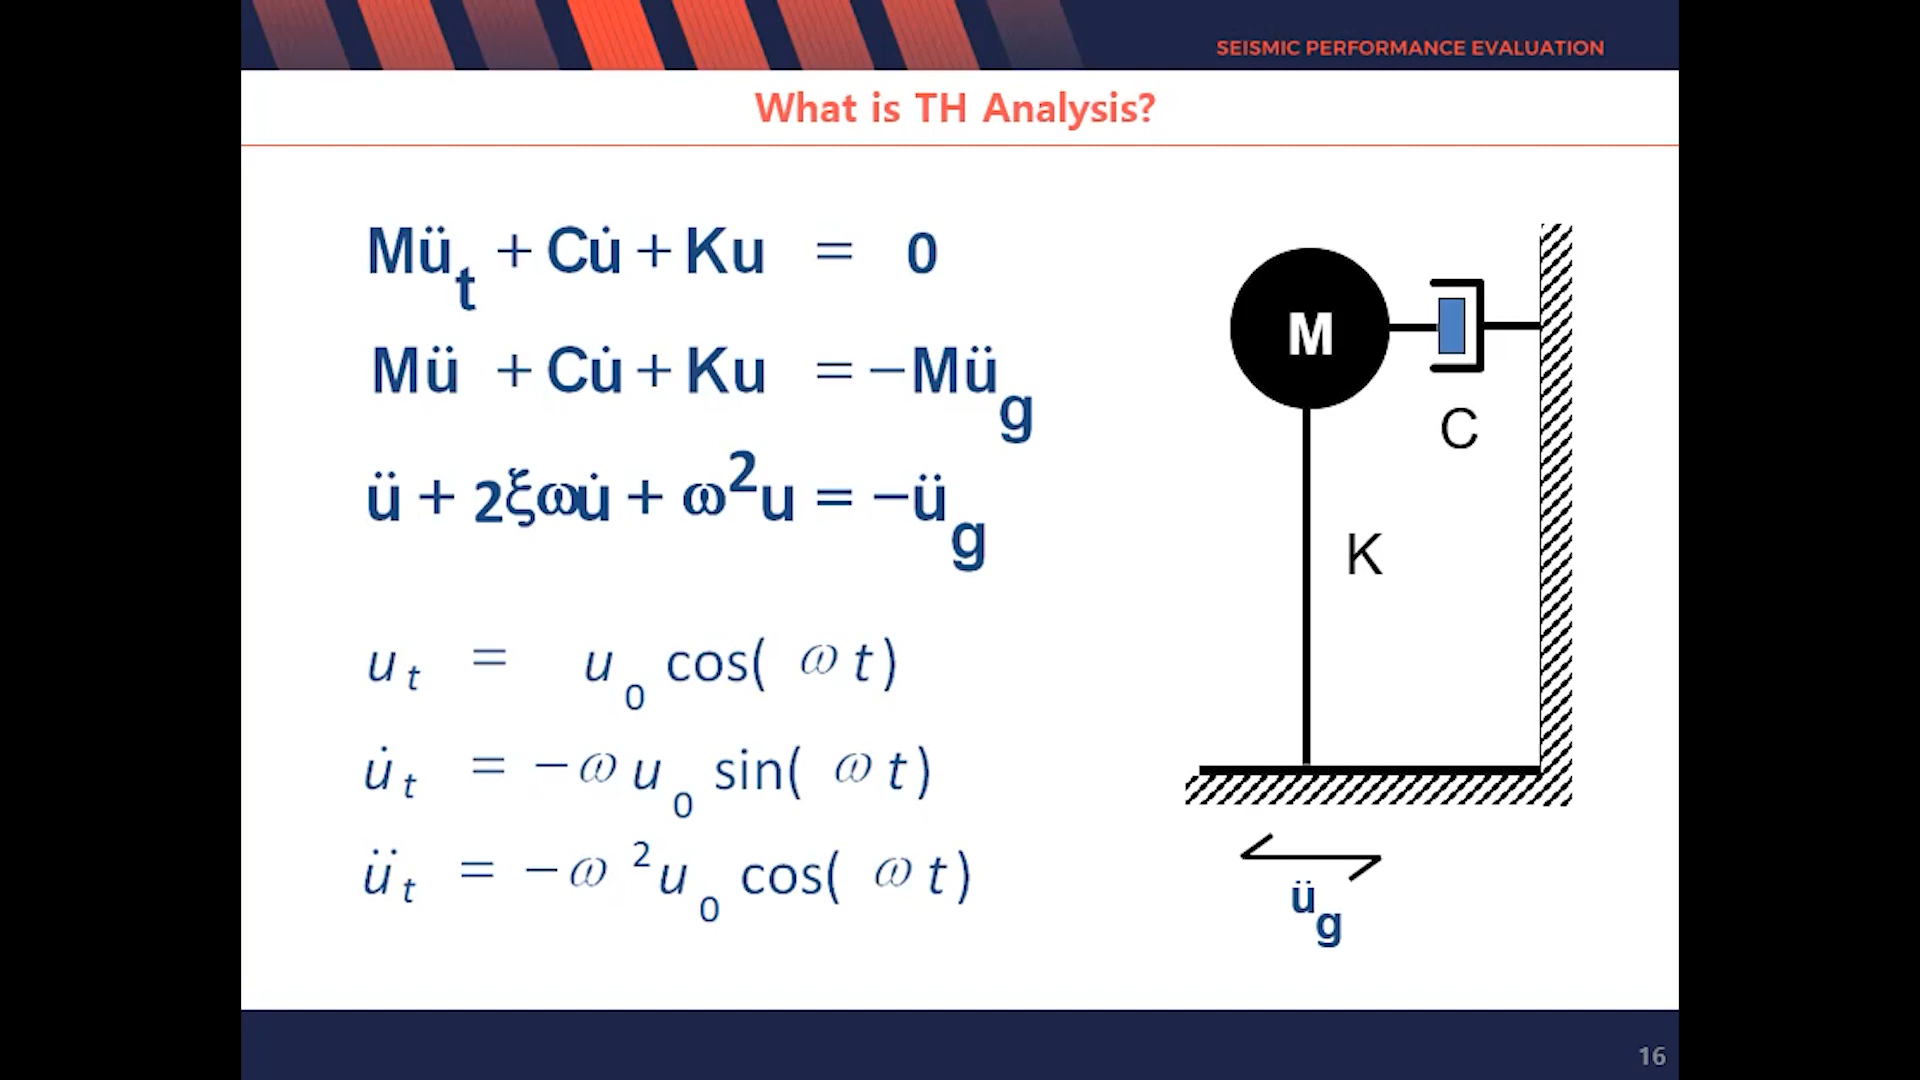 SEISMIC PERFORMANCE EVALUATION
What is TH Analysis?
Mü_t + Cu̇ + Ku = 0
Mü + Cu̇ + Ku = −Mü_g
ü + 2ξωu̇ + ω²u = −ü_g
u_t = u_0 cos( ω t)
u̇_t = −ω u_0 sin( ω t)
ü_t = −ω ²u_0 cos( ω t)
M
C
K
ü_g
16